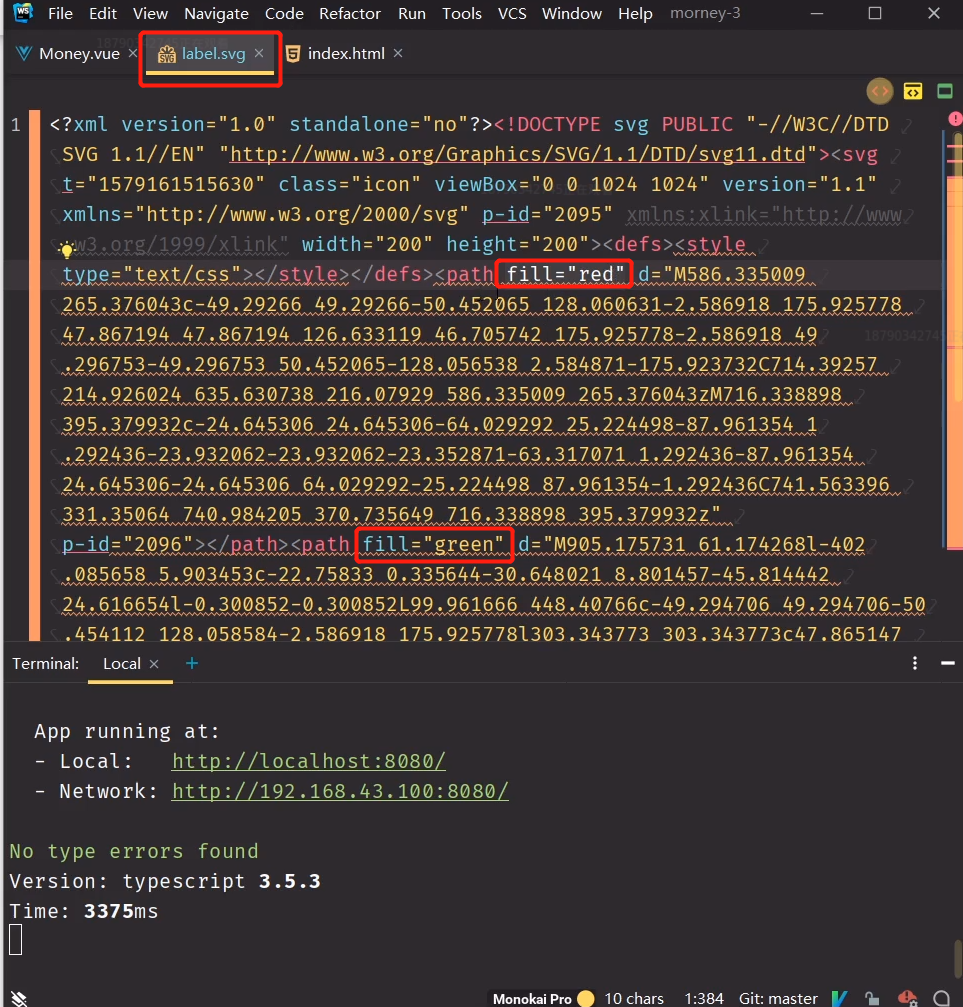 File Edit View Navigate Code Refactor Run Tools VCS Window Help morney-3
Money.vue label.svg index.html
1 <?xml version="1.0" standalone="no"?><!DOCTYPE svg PUBLIC "-//W3C//DTD
SVG 1.1//EN" "http://www.w3.org/Graphics/SVG/1.1/DTD/svg11.dtd"><svg
t="1579161515630" class="icon" viewBox="0 0 1024 1024" version="1.1"
xmlns="http://www.w3.org/2000/svg" p-id="2095" xmlns:xlink="http://www
.w3.org/1999/xlink" width="200" height="200"><defs><style
type="text/css"></style></defs><path fill="red" d="M586.335009
265.376043c-49.29266 49.29266-50.452065 128.060631-2.586918 175.925778
47.867194 47.867194 126.633119 46.705742 175.925778-2.586918 49
.296753-49.296753 50.452065-128.056538 2.584871-175.923732C714.39257
214.926024 635.630738 216.07929 586.335009 265.376043zM716.338898
395.379932c-24.645306 24.645306-64.029292 25.224498-87.961354 1
.292436-23.932062-23.932062-23.352871-63.317071 1.292436-87.961354
24.645306-24.645306 64.029292-25.224498 87.961354-1.292436C741.563396
331.35064 740.984205 370.735649 716.338898 395.379932z"
p-id="2096"></path><path fill="green" d="M905.175731 61.174268l-402
.085658 5.903453c-22.75833 0.335644-30.648021 8.801457-45.814442
24.616654l-0.300852-0.300852L99.961666 448.40766c-49.294706 49.294706-50
.454112 128.058584-2.586918 175.925778l303.343773 303.343773c47.865147
Terminal: Local +
App running at:
- Local: http://localhost:8080/
- Network: http://192.168.43.100:8080/
No type errors found
Version: typescript 3.5.3
Time: 3375ms
Monokai Pro 10 chars 1:384 Git: master